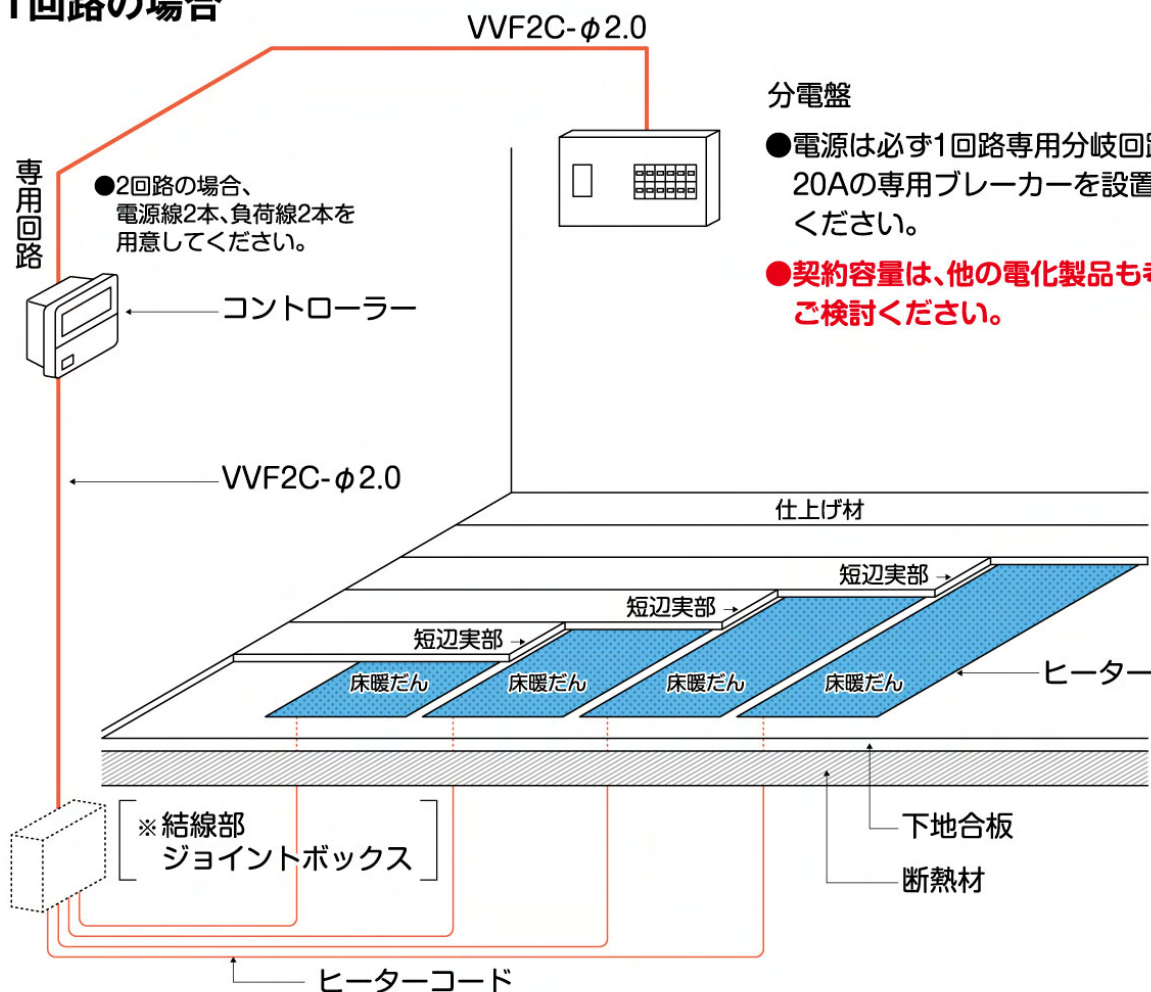 1回路の場合
VVF2C-φ2.0
分電盤
●電源は必ず1回路専用分岐回路
20Aの専用ブレーカーを設置
ください。
●契約容量は、他の電化製品も
ご検討ください。
専用回路
●2回路の場合、
電源線2本、負荷線2本を
用意してください。
コントローラー
VVF2C-φ2.0
仕上げ材
短辺実部
短辺実部
短辺実部
床暖だん
床暖だん
床暖だん
床暖だん
ヒーター
※結線部
ジョイントボックス
下地合板
断熱材
ヒーターコード